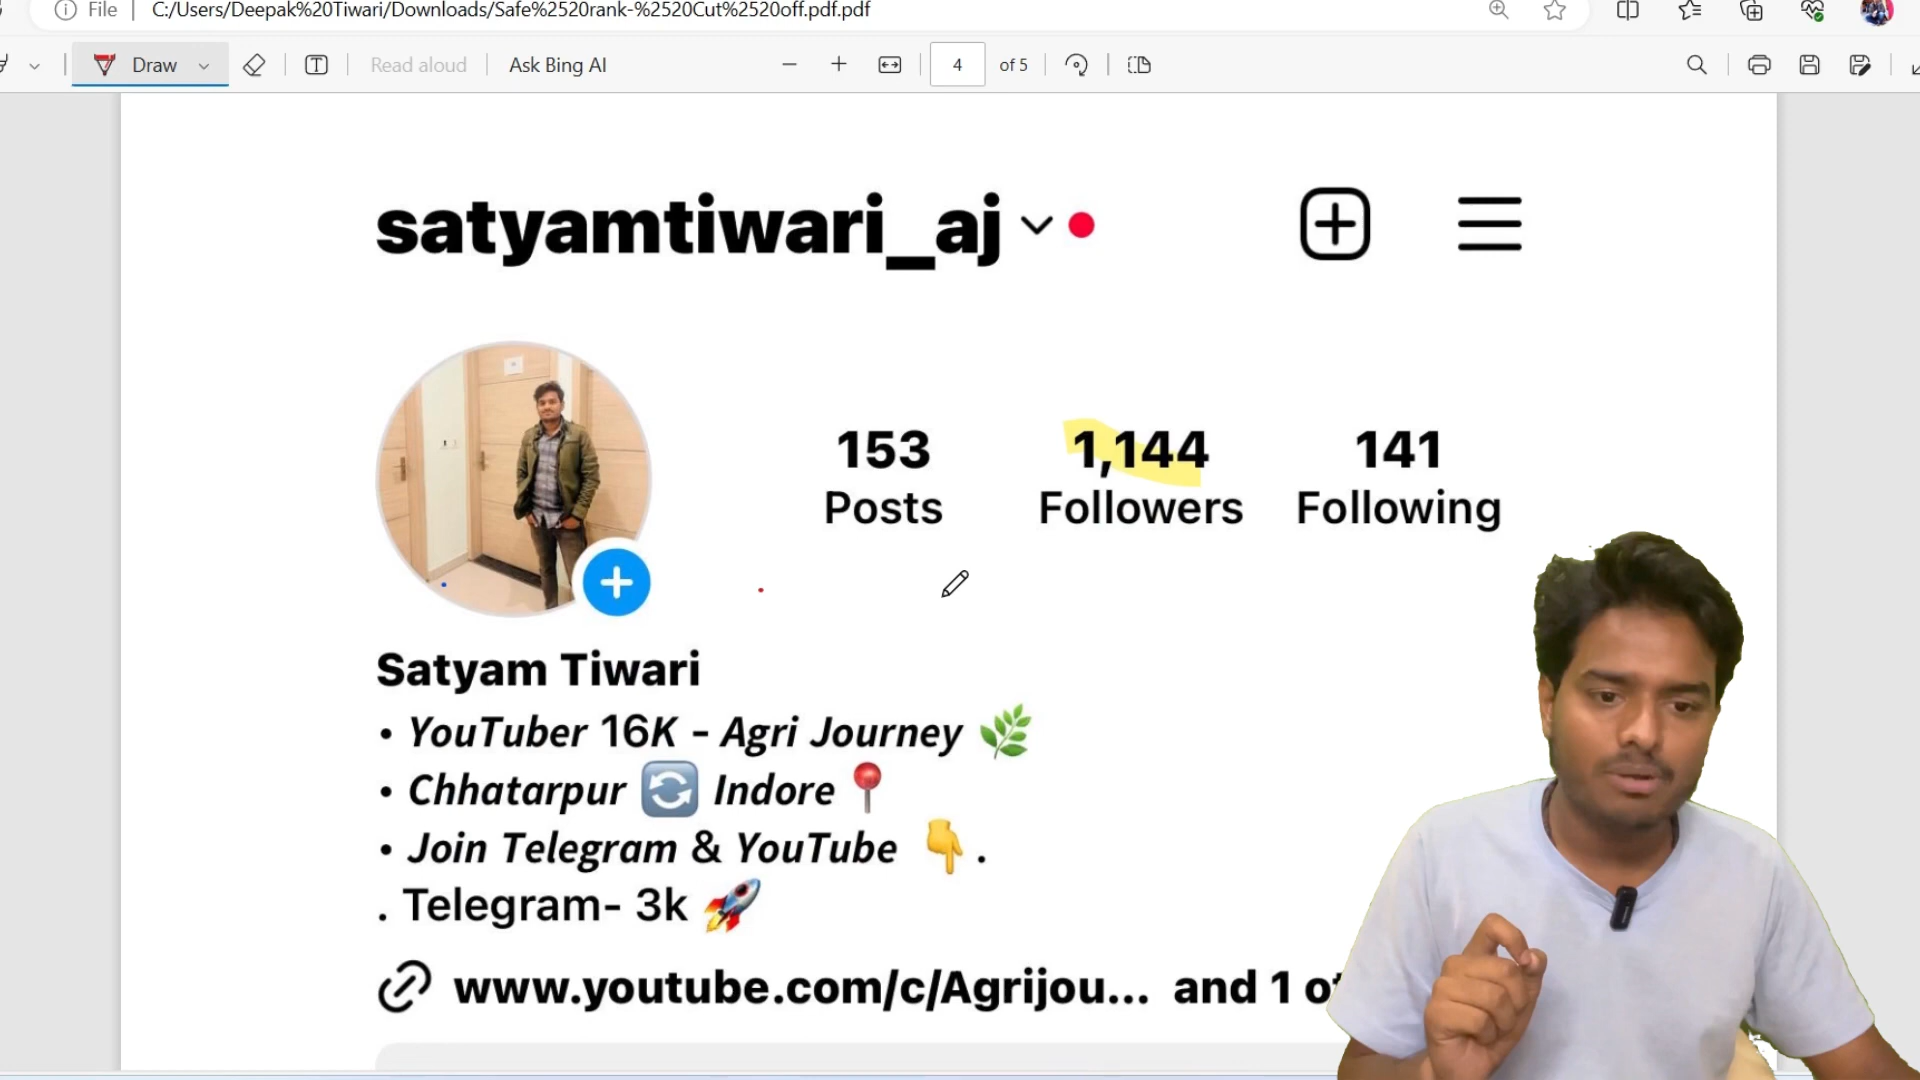 File C:/Users/Deepak%20Tiwari/Downloads/Safe%2520rank-%2520Cut%2520off.pdf.pdf
Draw Read aloud Ask Bing AI 4 of 5
satyamtiwari_aj
153 1,144 141
Posts Followers Following
Satyam Tiwari
• YouTuber 16K - Agri Journey 🌿
• Chhatarpur 🔄 Indore 📍
• Join Telegram & YouTube 👇 .
. Telegram- 3k 🚀
www.youtube.com/c/Agrijou... and 1 o